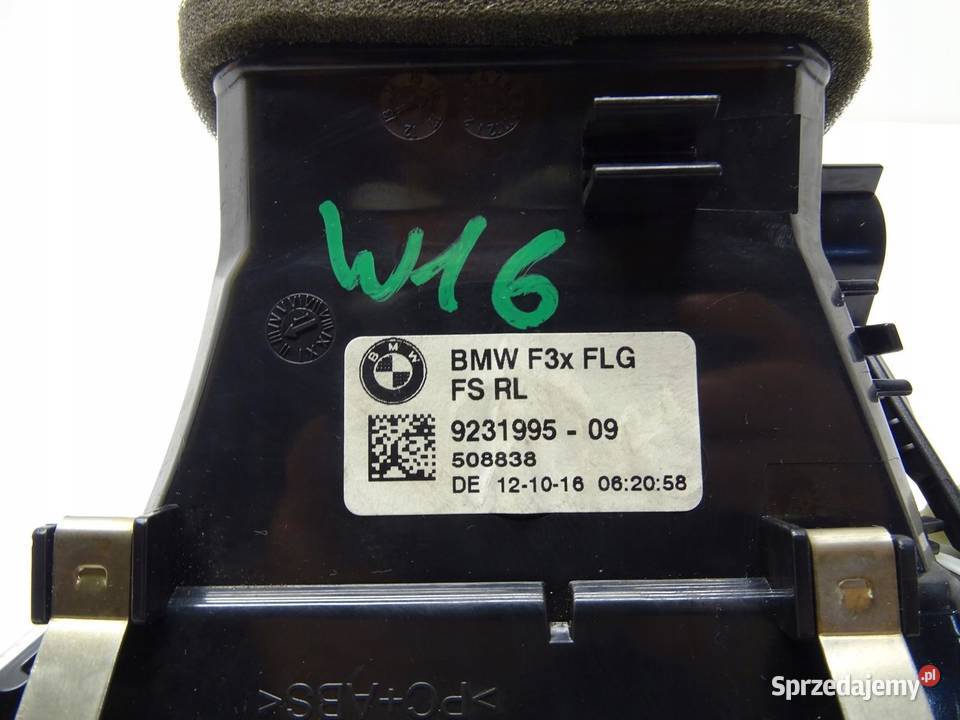 W16
BMW
BMW F3x FLG
FS RL
9231995 - 09
508838
DE 12-10-16 06:20:58
>PC+ABS<
Sprzedajemy.pl